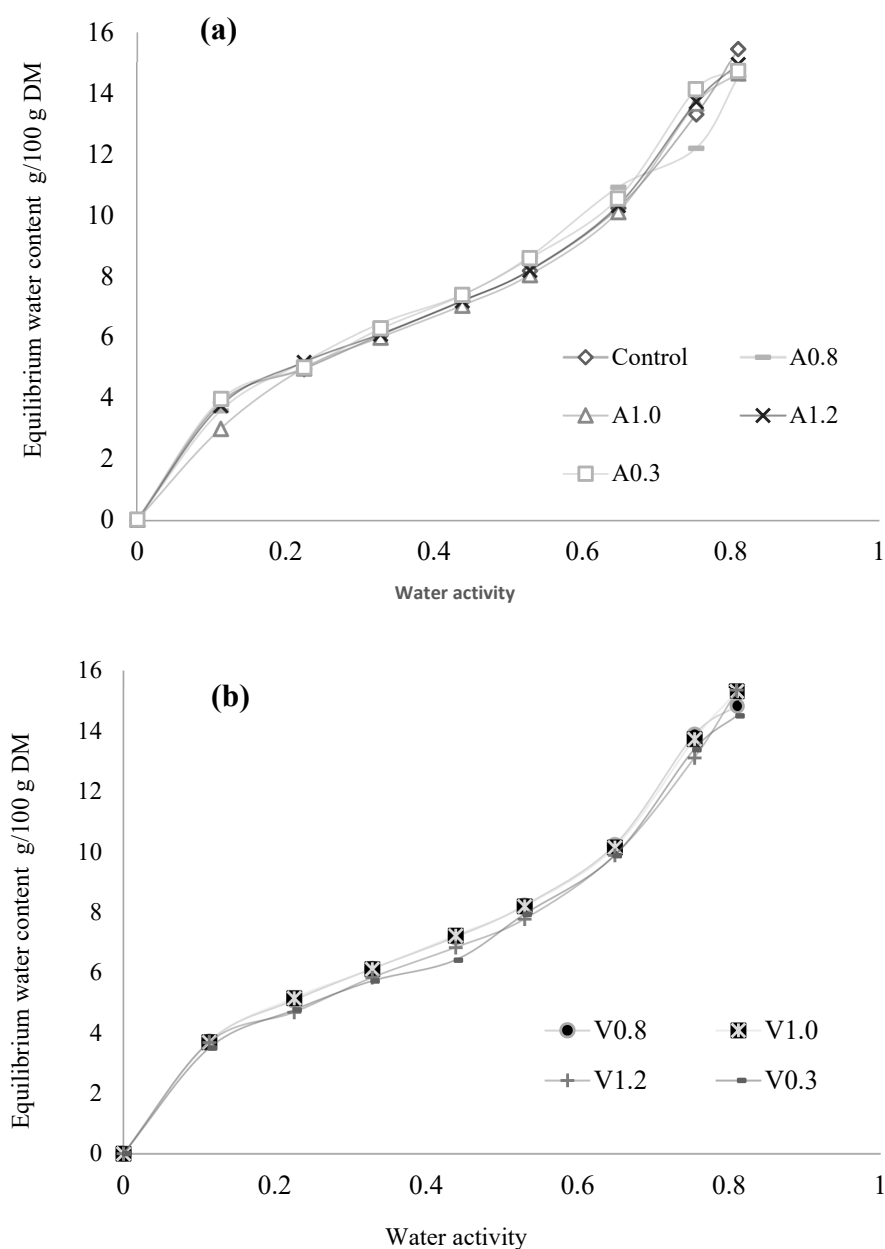 (a)
16
14
12
10
8
6
4
2
0
Equilibrium water content g/100 g DM
Control A0.8
A1.0 A1.2
A0.3
0 0.2 0.4 0.6 0.8 1
Water activity
(b)
16
14
12
10
8
6
4
2
0
Equilibrium water content g/100 g DM
V0.8 V1.0
V1.2 V0.3
0 0.2 0.4 0.6 0.8 1
Water activity